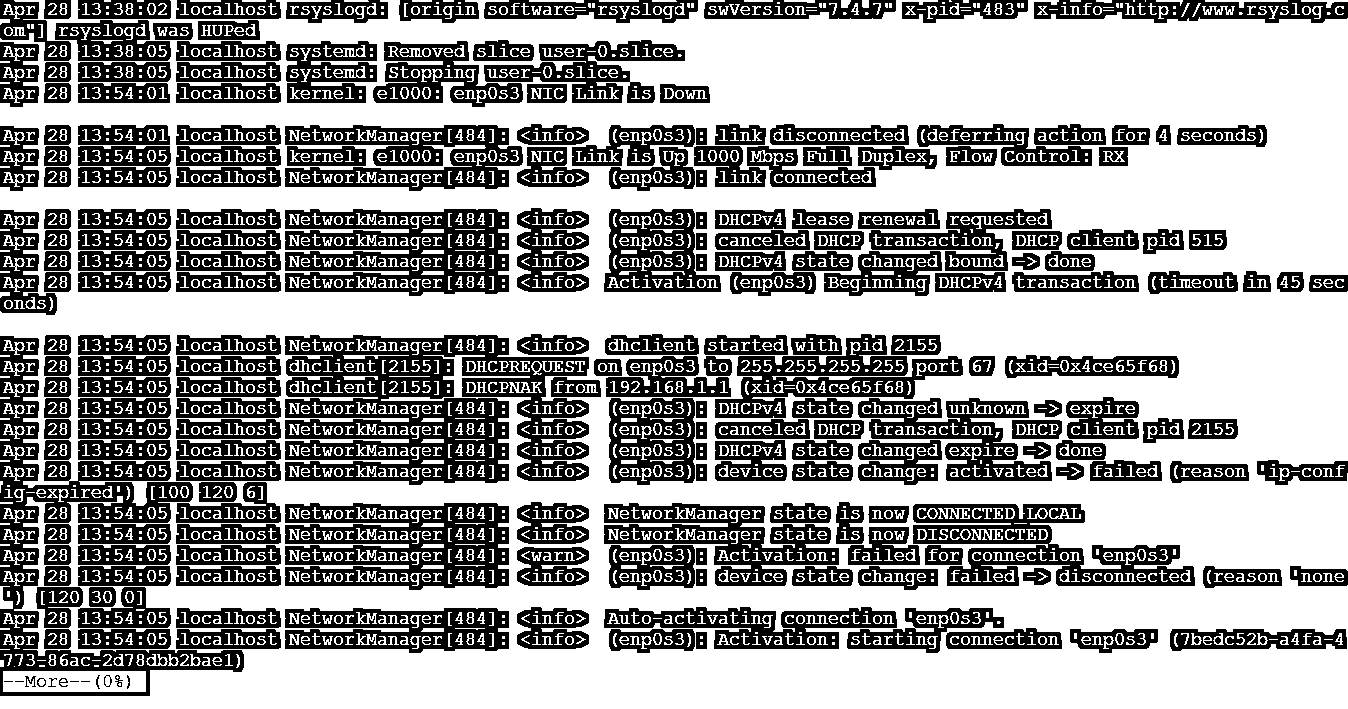 Apr 28 13:38:02 localhost rsyslogd: [origin software="rsyslogd" swVersion="7.4.7" x-pid="483" x-info="http://www.rsyslog.c
om"] rsyslogd was HUPed
Apr 28 13:38:05 localhost systemd: Removed slice user-0.slice.
Apr 28 13:38:05 localhost systemd: Stopping user-0.slice.
Apr 28 13:54:01 localhost kernel: e1000: enp0s3 NIC Link is Down
Apr 28 13:54:01 localhost NetworkManager[484]: <info>  (enp0s3): link disconnected (deferring action for 4 seconds)
Apr 28 13:54:05 localhost kernel: e1000: enp0s3 NIC Link is Up 1000 Mbps Full Duplex, Flow Control: RX
Apr 28 13:54:05 localhost NetworkManager[484]: <info>  (enp0s3): link connected
Apr 28 13:54:05 localhost NetworkManager[484]: <info>  (enp0s3): DHCPv4 lease renewal requested
Apr 28 13:54:05 localhost NetworkManager[484]: <info>  (enp0s3): canceled DHCP transaction, DHCP client pid 515
Apr 28 13:54:05 localhost NetworkManager[484]: <info>  (enp0s3): DHCPv4 state changed bound -> done
Apr 28 13:54:05 localhost NetworkManager[484]: <info>  Activation (enp0s3) Beginning DHCPv4 transaction (timeout in 45 sec
onds)
Apr 28 13:54:05 localhost NetworkManager[484]: <info>  dhclient started with pid 2155
Apr 28 13:54:05 localhost dhclient[2155]: DHCPREQUEST on enp0s3 to 255.255.255.255 port 67 (xid=0x4ce65f68)
Apr 28 13:54:05 localhost dhclient[2155]: DHCPNAK from 192.168.1.1 (xid=0x4ce65f68)
Apr 28 13:54:05 localhost NetworkManager[484]: <info>  (enp0s3): DHCPv4 state changed unknown -> expire
Apr 28 13:54:05 localhost NetworkManager[484]: <info>  (enp0s3): canceled DHCP transaction, DHCP client pid 2155
Apr 28 13:54:05 localhost NetworkManager[484]: <info>  (enp0s3): DHCPv4 state changed expire -> done
Apr 28 13:54:05 localhost NetworkManager[484]: <info>  (enp0s3): device state change: activated -> failed (reason 'ip-conf
ig-expired') [100 120 6]
Apr 28 13:54:05 localhost NetworkManager[484]: <info>  NetworkManager state is now CONNECTED_LOCAL
Apr 28 13:54:05 localhost NetworkManager[484]: <info>  NetworkManager state is now DISCONNECTED
Apr 28 13:54:05 localhost NetworkManager[484]: <warn>  (enp0s3): Activation: failed for connection 'enp0s3'
Apr 28 13:54:05 localhost NetworkManager[484]: <info>  (enp0s3): device state change: failed -> disconnected (reason 'none
') [120 30 0]
Apr 28 13:54:05 localhost NetworkManager[484]: <info>  Auto-activating connection 'enp0s3'.
Apr 28 13:54:05 localhost NetworkManager[484]: <info>  (enp0s3): Activation: starting connection 'enp0s3' (7bedc52b-a4fa-4
773-86ac-2d78dbb2bae1)
--More--(0%)